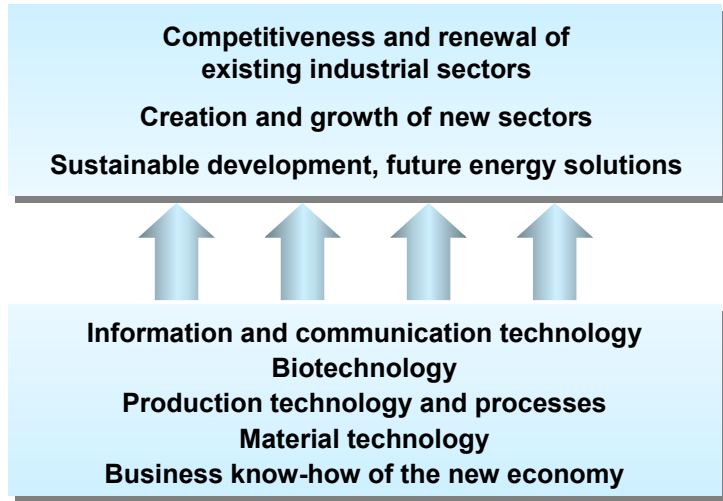 Competitiveness and renewal of
existing industrial sectors
Creation and growth of new sectors
Sustainable development, future energy solutions
Information and communication technology
Biotechnology
Production technology and processes
Material technology
Business know-how of the new economy